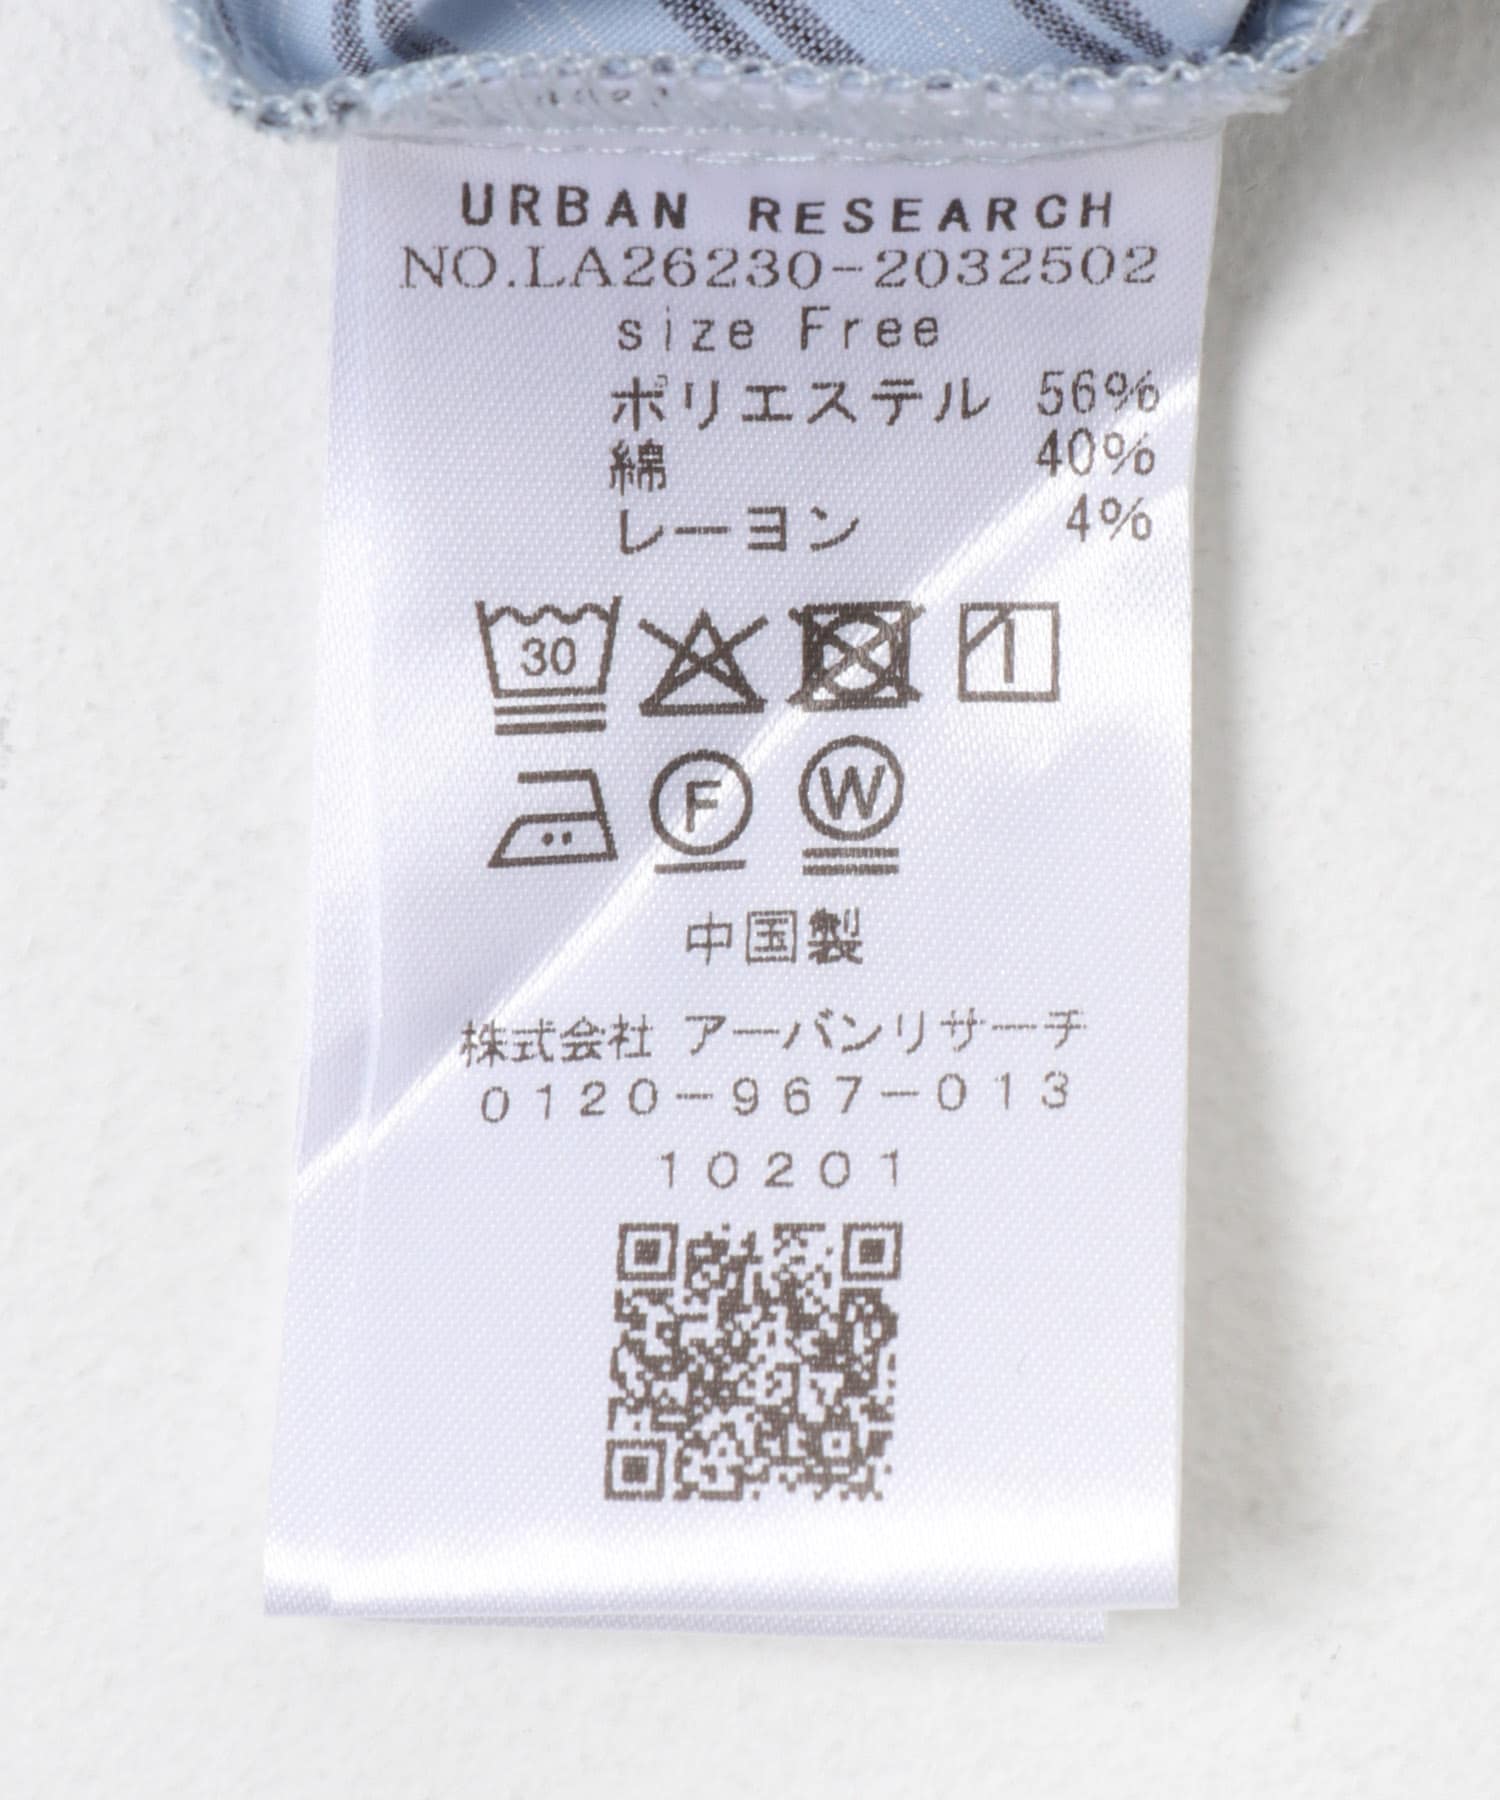 URBAN RESEARCH
NO.LA26230-2032502
size Free
ポリエステル 56%
綿 40%
レーヨン 4%
30
F W
中国製
株式会社 アーバンリサーチ
0120-967-013
10201